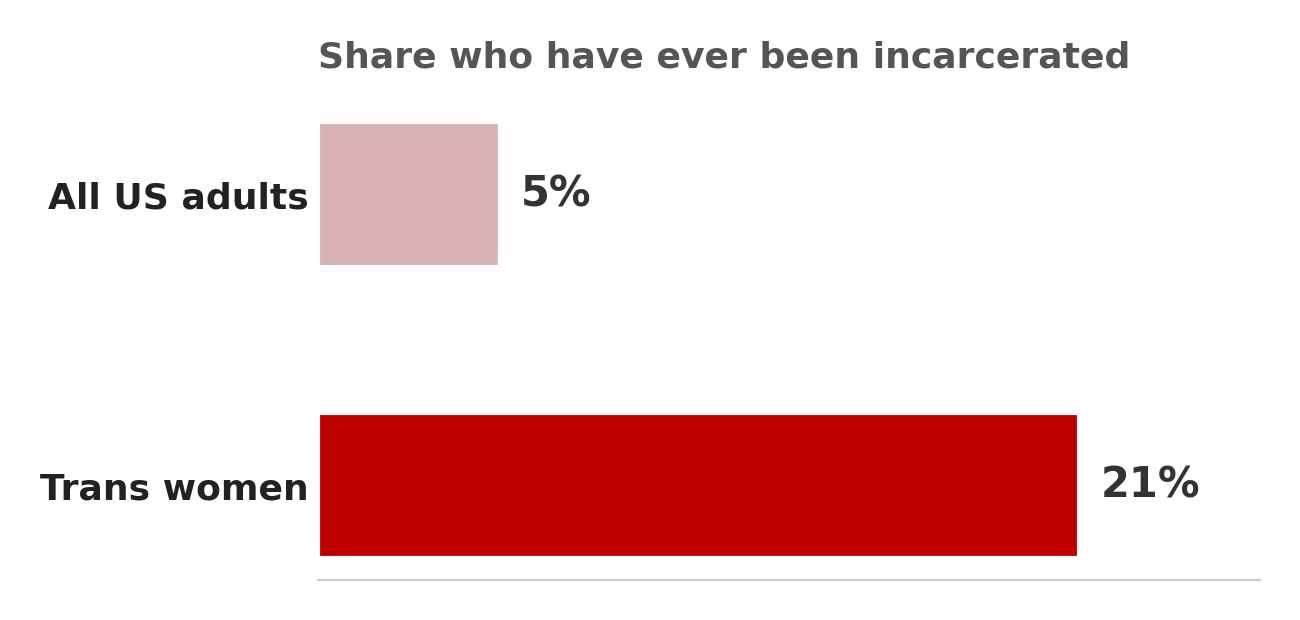 Share who have ever been incarcerated
All US adults 5%
Trans women 21%